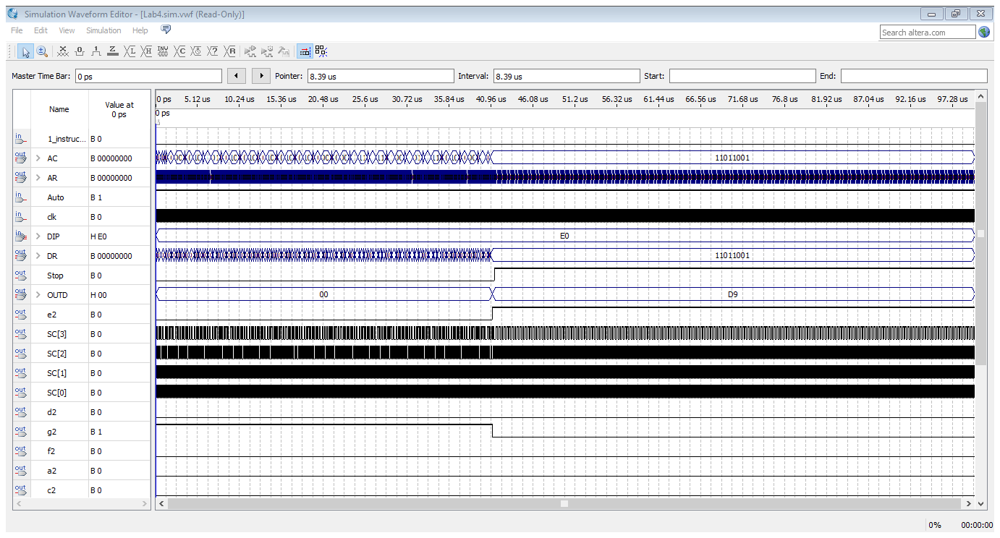 Simulation Waveform Editor - [Lab4.sim.vwf (Read-Only)]
File Edit View Simulation Help
Search altera.com
Master Time Bar: 0 ps Pointer: 8.39 us Interval: 8.39 us Start: End:
Name Value at 0 ps
0 ps 5.12 us 10.24 us 15.36 us 20.48 us 25.6 us 30.72 us 35.84 us 40.96 us 46.08 us 51.2 us 56.32 us 61.44 us 66.56 us 71.68 us 76.8 us 81.92 us 87.04 us 92.16 us 97.28 us
0 ps
in 1_instruc... B 0
out AC B 00000000 11011001
out AR B 00000000
in Auto B 1
in clk B 0
in DIP H E0 E0
out DR B 00000000 11011001
out Stop B 0
out OUTD H 00 00 D9
out e2 B 0
out SC[3] B 0
out SC[2] B 0
out SC[1] B 0
out SC[0] B 0
out d2 B 0
out g2 B 1
out f2 B 0
out a2 B 0
out c2 B 0
0% 00:00:00